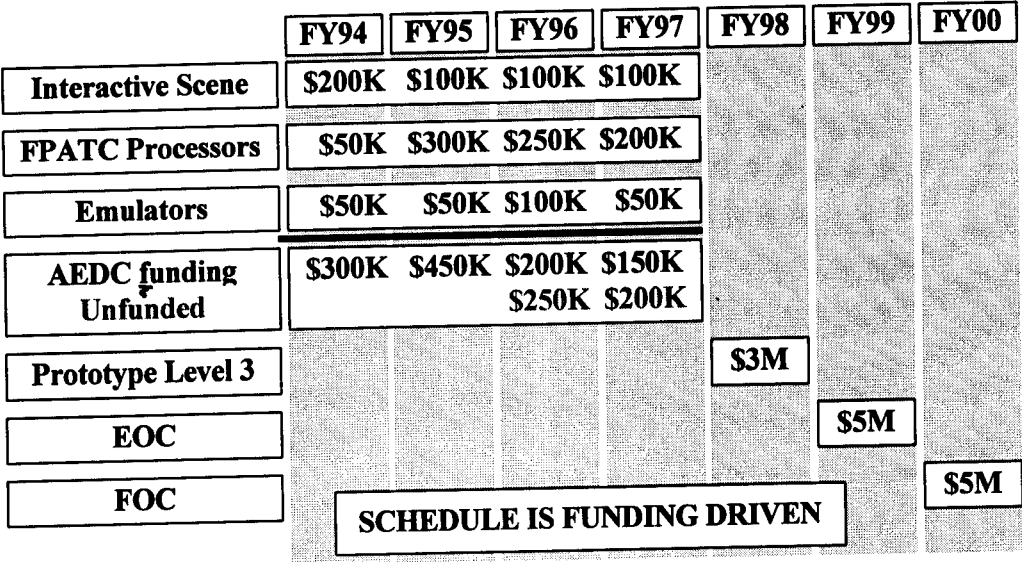 FY94 FY95 FY96 FY97 FY98 FY99 FY00
Interactive Scene $200K $100K $100K $100K
FPATC Processors $50K $300K $250K $200K
Emulators $50K $50K $100K $50K
AEDC funding $300K $450K $200K $150K
Unfunded $250K $200K
Prototype Level 3 $3M
EOC $5M
FOC $5M
SCHEDULE IS FUNDING DRIVEN